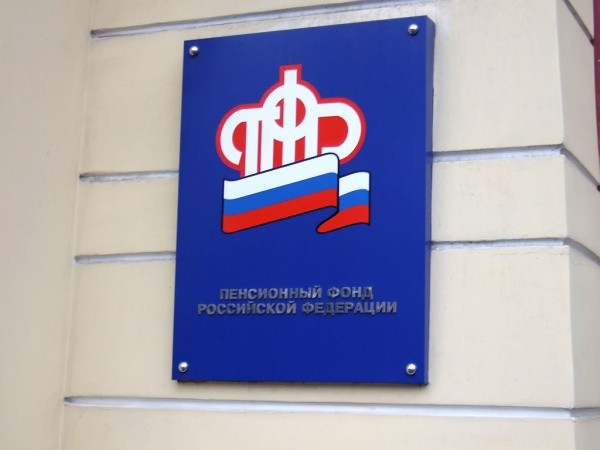 ПФР
ПЕНСИОННЫЙ ФОНД
РОССИЙСКОЙ ФЕДЕРАЦИИ